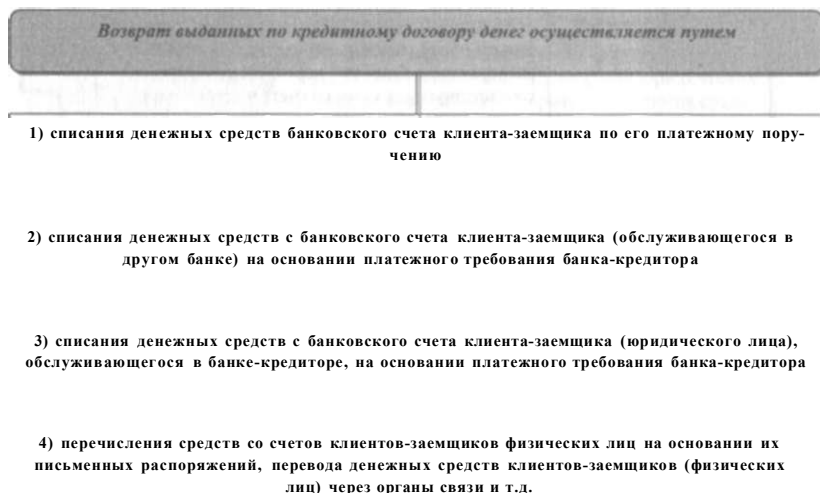 Возврат выданных по кредитному договору денег осуществляется путем
1) списания денежных средств банковского счета клиента-заемщика по его платежному пору-
чению
2) списания денежных средств с банковского счета клиента-заемщика (обслуживающегося в
другом банке) на основании платежного требования банка-кредитора
3) списания денежных средств с банковского счета клиента-заемщика (юридического лица),
обслуживающегося в банке-кредиторе, на основании платежного требования банка-кредитора
4) перечисления средств со счетов клиентов-заемщиков физических лиц на основании их
письменных распоряжений, перевода денежных средств клиентов-заемщиков (физических
лиц) через органы связи и т.д.